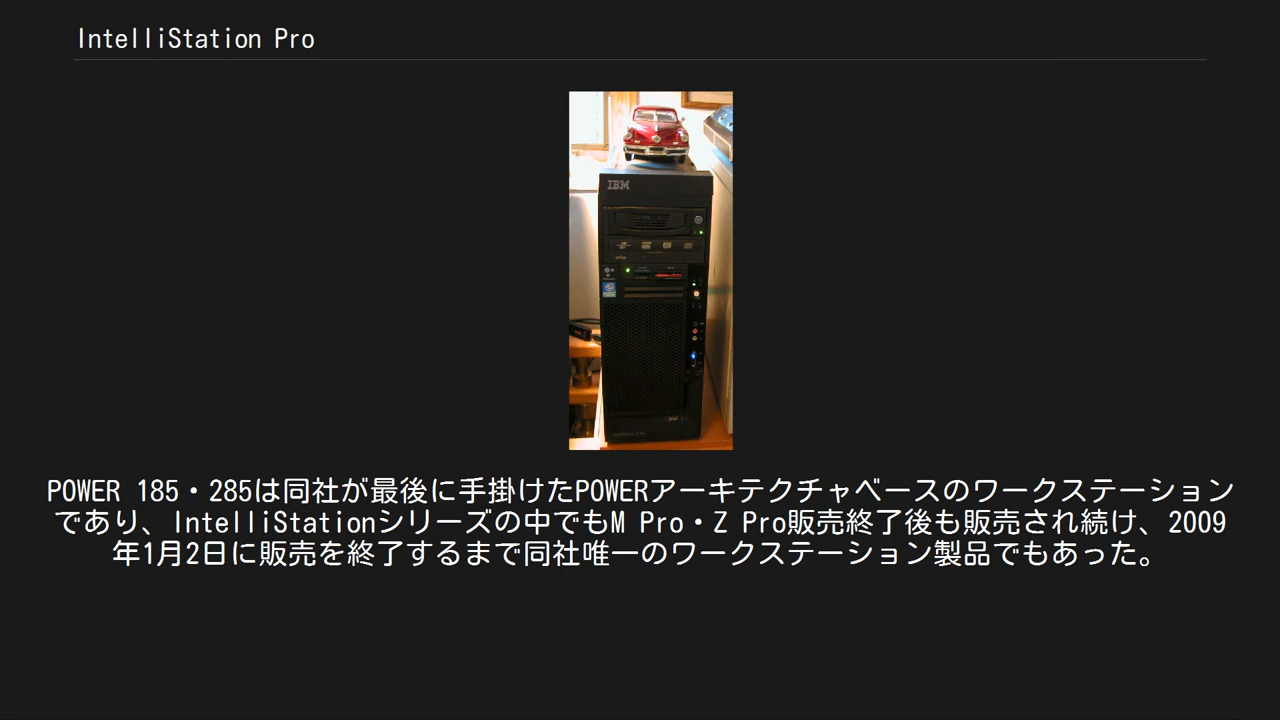 IntelliStation Pro
IBM
POWER 185・285は同社が最後に手掛けたPOWERアーキテクチャベースのワークステーション
であり、IntelliStationシリーズの中でもM Pro・Z Pro販売終了後も販売され続け、2009
年1月2日に販売を終了するまで同社唯一のワークステーション製品でもあった。